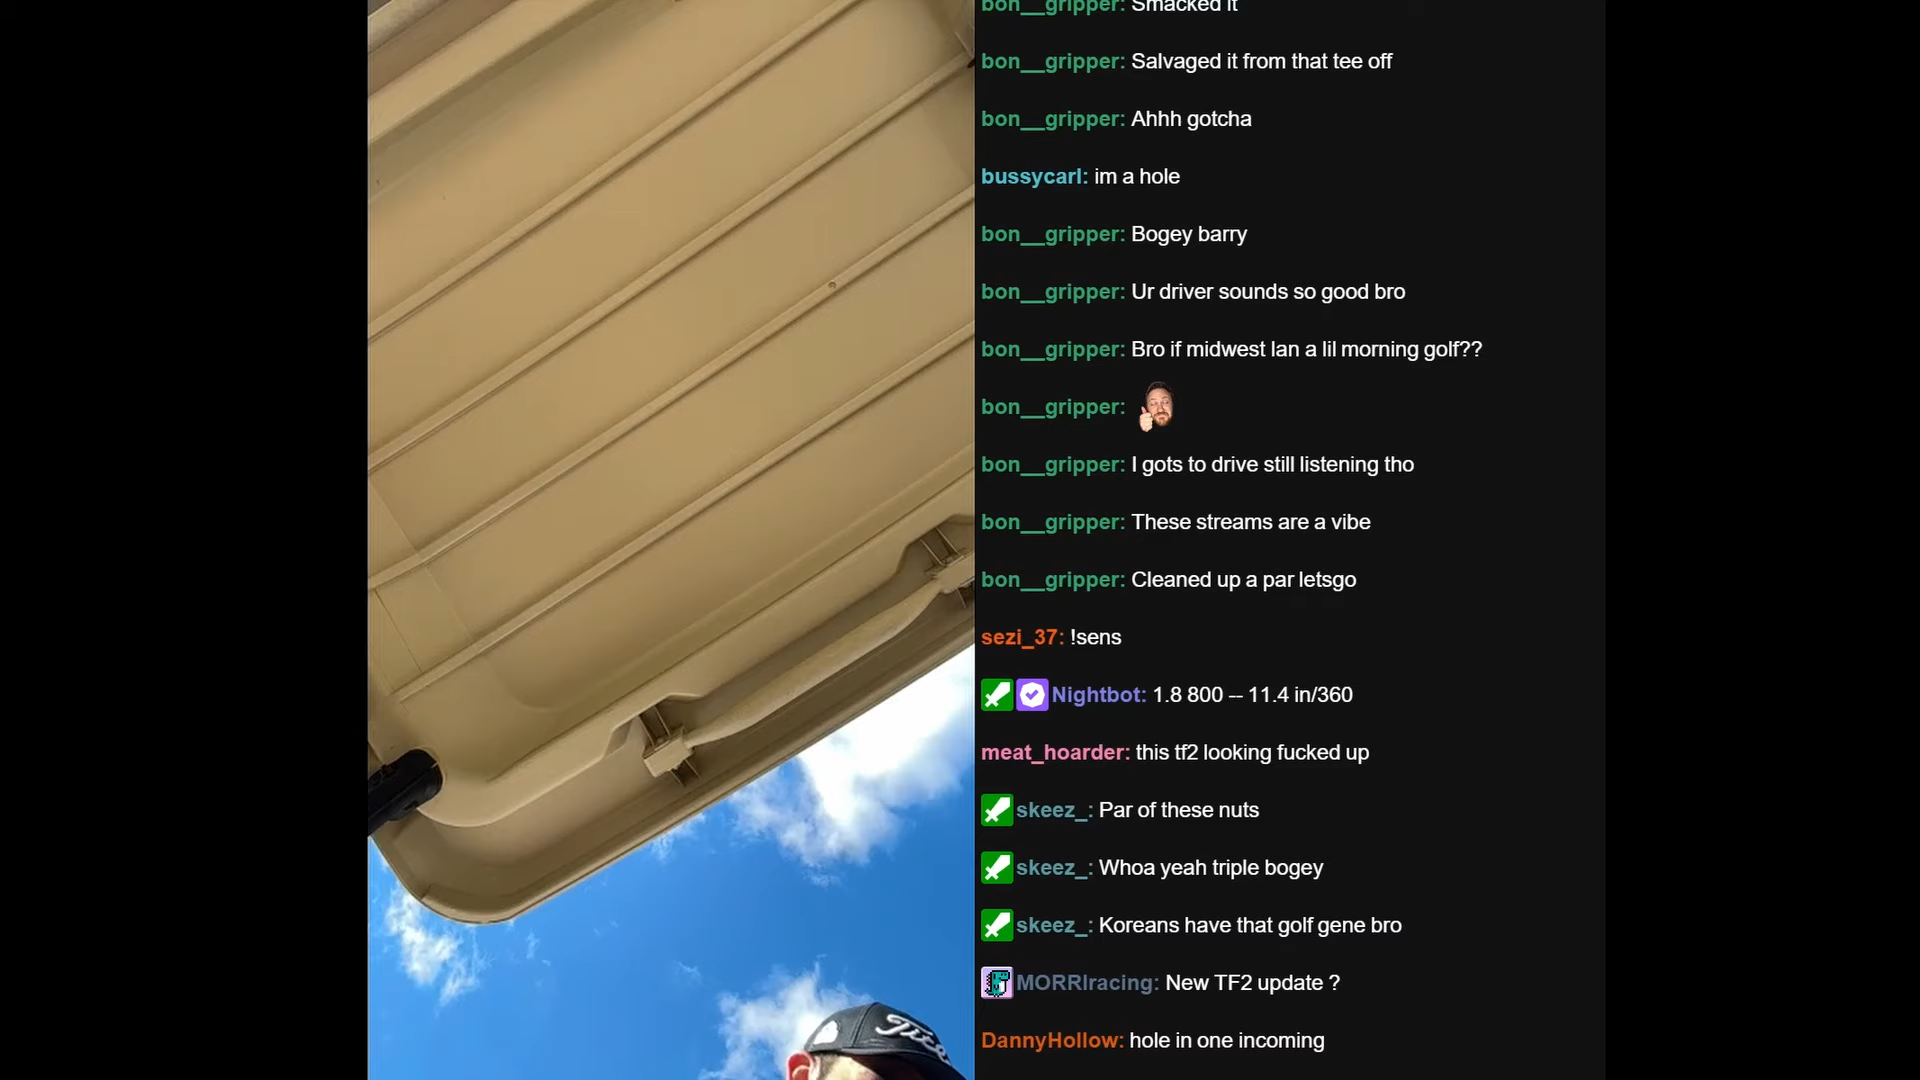 bon__gripper: Smacked it
bon__gripper: Salvaged it from that tee off
bon__gripper: Ahhh gotcha
bussycarl: im a hole
bon__gripper: Bogey barry
bon__gripper: Ur driver sounds so good bro
bon__gripper: Bro if midwest lan a lil morning golf??
bon__gripper:
bon__gripper: I gots to drive still listening tho
bon__gripper: These streams are a vibe
bon__gripper: Cleaned up a par letsgo
sezi_37: !sens
Nightbot: 1.8 800 -- 11.4 in/360
meat_hoarder: this tf2 looking fucked up
skeez_: Par of these nuts
skeez_: Whoa yeah triple bogey
skeez_: Koreans have that golf gene bro
MORRIracing: New TF2 update ?
DannyHollow: hole in one incoming